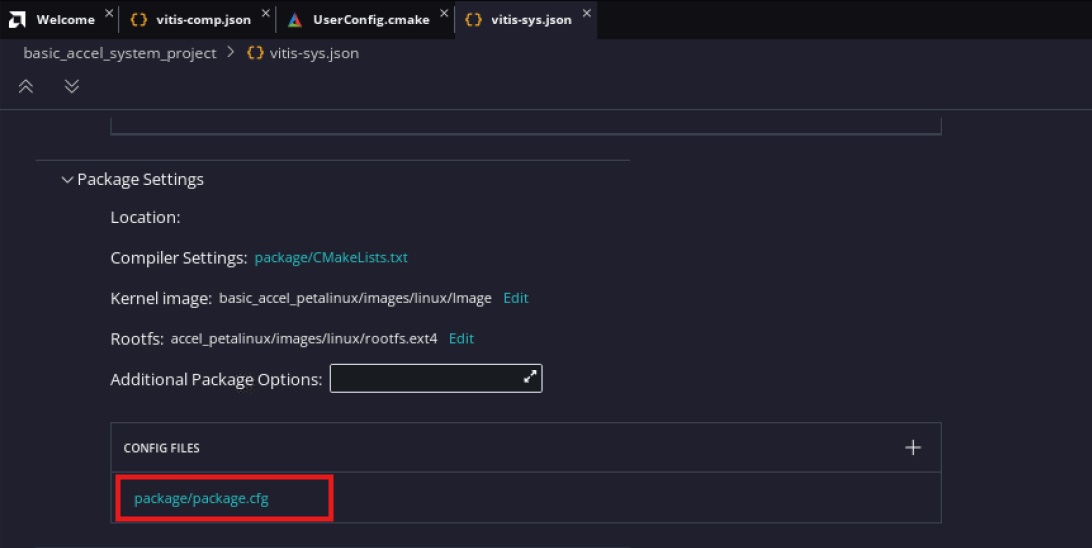 Welcome × {} vitis-comp.json × UserConfig.cmake × {} vitis-sys.json ×
basic_accel_system_project > {} vitis-sys.json
Package Settings
Location:
Compiler Settings: package/CMakeLists.txt
Kernel image: basic_accel_petalinux/images/linux/Image Edit
Rootfs: accel_petalinux/images/linux/rootfs.ext4 Edit
Additional Package Options:
CONFIG FILES +
package/package.cfg